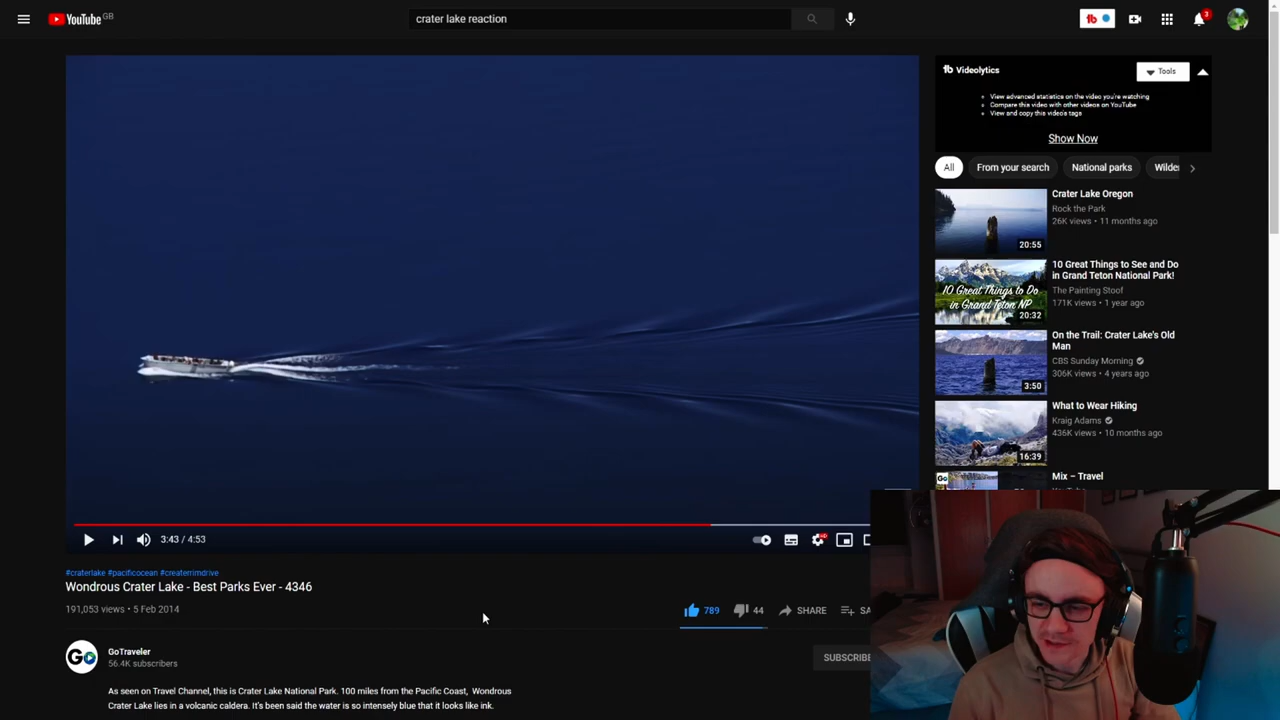 YouTube GB
crater lake reaction
3
Videolytics
Tools
View advanced statistics on the video you're watching
Compare this video with other videos on YouTube
View and copy this video's tags
Show Now
All
From your search
National parks
Crater Lake Oregon
Rock the Park
26K views • 11 months ago
20:55
10 Great Things to See and Do
in Grand Teton National Park!
The Painting Stoof
171K views • 1 year ago
10 Great Things to Do
in GRAND TETON NP
20:32
On the Trail: Crater Lake's Old
Man
CBS Sunday Morning
306K views • 4 years ago
3:50
What to Wear Hiking
Kraig Adams
436K views • 10 months ago
16:39
Mix – Travel
GO
3:43 / 4:53
#craterlake #pacificocean #createrrimdrive
Wondrous Crater Lake - Best Parks Ever - 4346
191,053 views • 5 Feb 2014
789
44
SHARE
SA
GO
GoTraveler
56.4K subscribers
SUBSCRIBE
As seen on Travel Channel, this is Crater Lake National Park. 100 miles from the Pacific Coast, Wondrous
Crater Lake lies in a volcanic caldera. It's been said the water is so intensely blue that it looks like ink.